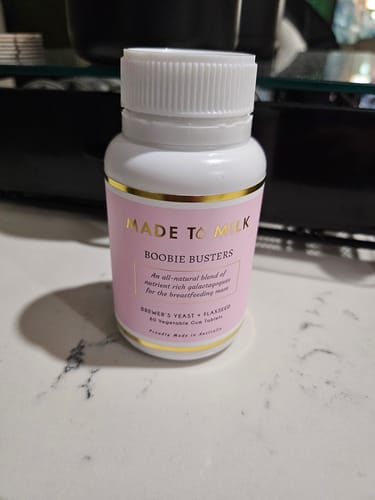 MADE TO MILK
BOOBIE BUSTERS
An all-natural blend of
nutrient rich galactagogues
for the breastfeeding mum
BREWER'S YEAST + FLAXSEED
60 Vegetable Gum Tablets
Proudly Made in Australia